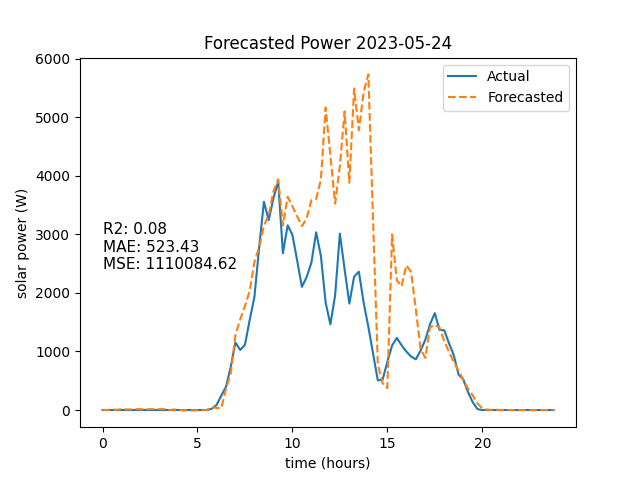 Forecasted Power 2023-05-24
6000
5000
4000
3000
2000
1000
0
solar power (W)
Actual
Forecasted
R2: 0.08
MAE: 523.43
MSE: 1110084.62
0 5 10 15 20
time (hours)